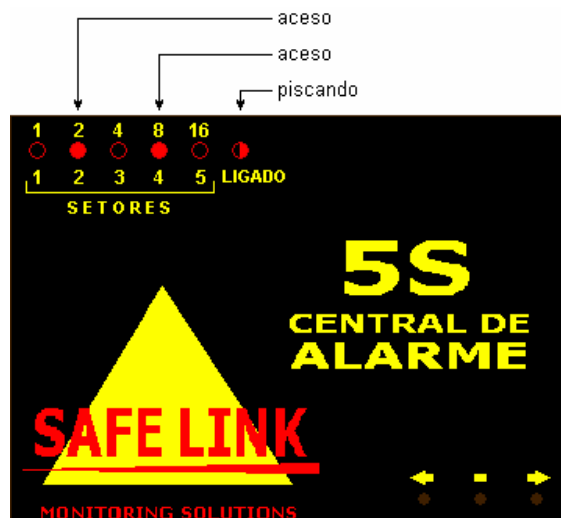 aceso
aceso
piscando
1 2 4 8 16
1 2 3 4 5 LIGADO
SETORES
5S
CENTRAL DE
ALARME
SAFE LINK
MONITORING SOLUTIONS